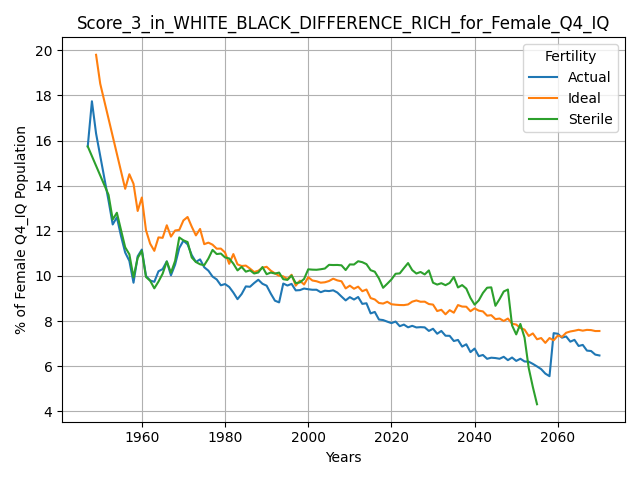 Score_3_in_WHITE_BLACK_DIFFERENCE_RICH_for_Female_Q4_IQ
Fertility
Actual
Ideal
Sterile
% of Female Q4_IQ Population
20
18
16
14
12
10
8
6
4
1960 1980 2000 2020 2040 2060
Years